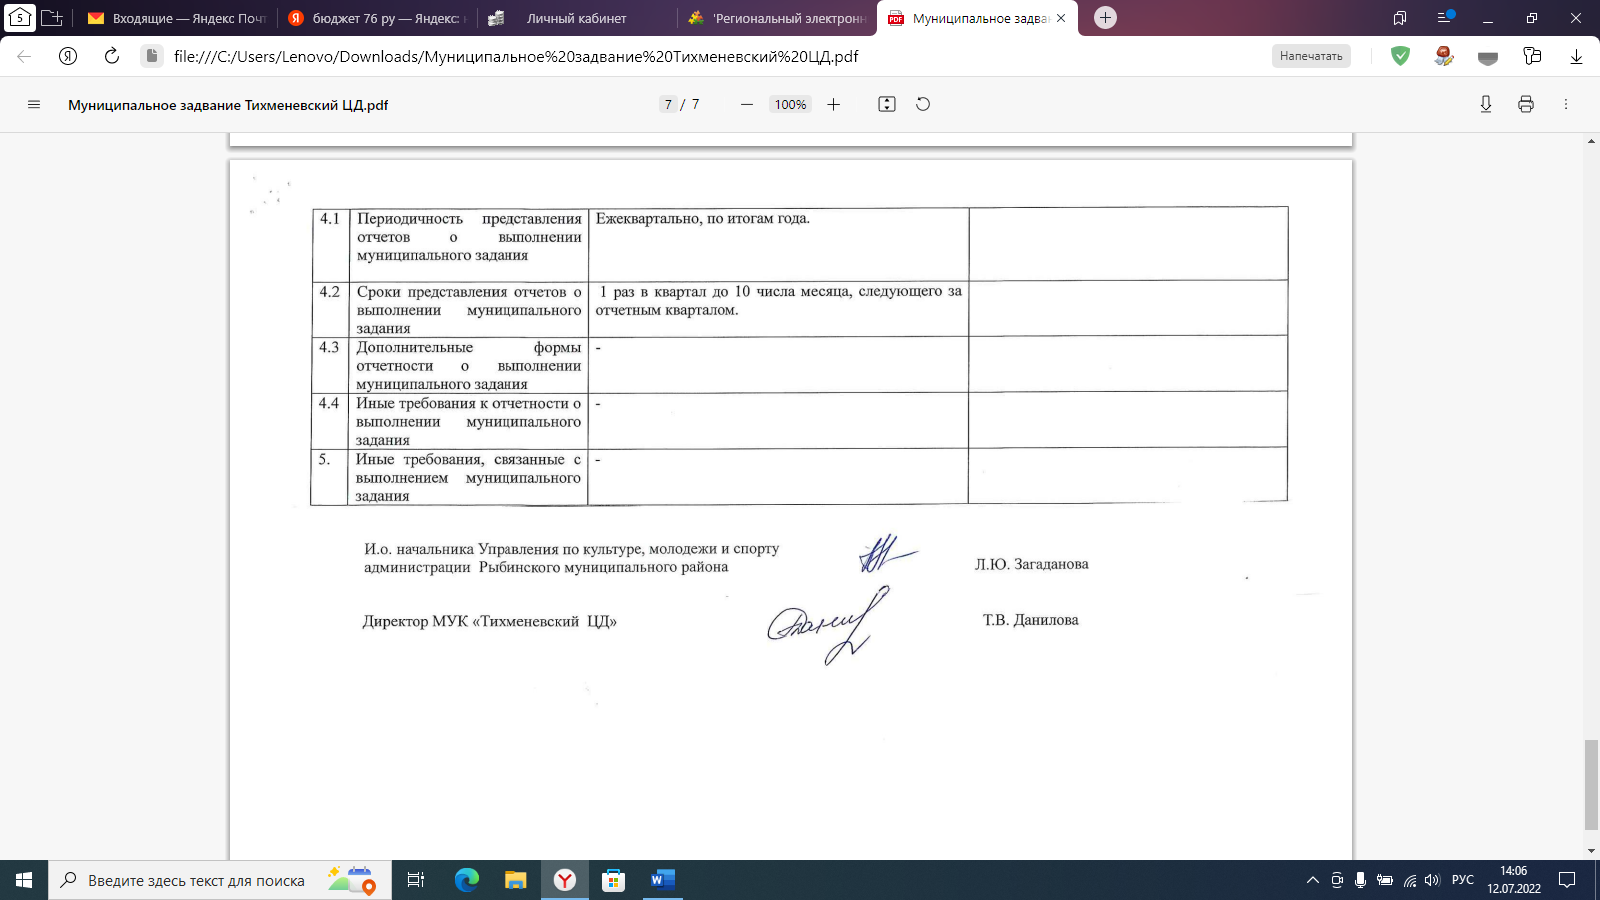 5
Входящие — Яндекс Почт
бюджет 76 ру — Яндекс: н
Личный кабинет
'Региональный электронн
Муниципальное задва
file:///C:/Users/Lenovo/Downloads/Муниципальное%20задвание%20Тихменевский%20ЦД.pdf
Напечатать
Муниципальное задвание Тихменевский ЦД.pdf
7 / 7
100%
4.1 Периодичность представления Ежеквартально, по итогам года.
отчетов о выполнении
муниципального задания
4.2 Сроки представления отчетов о 1 раз в квартал до 10 числа месяца, следующего за
выполнении муниципального отчетным кварталом.
задания
4.3 Дополнительные формы -
отчетности о выполнении
муниципального задания
4.4 Иные требования к отчетности о -
выполнении муниципального
задания
5. Иные требования, связанные с -
выполнением муниципального
задания
И.о. начальника Управления по культуре, молодежи и спорту
администрации Рыбинского муниципального района Л.Ю. Загаданова
Директор МУК «Тихменевский ЦД» Т.В. Данилова
Введите здесь текст для поиска
РУС
14:06
12.07.2022